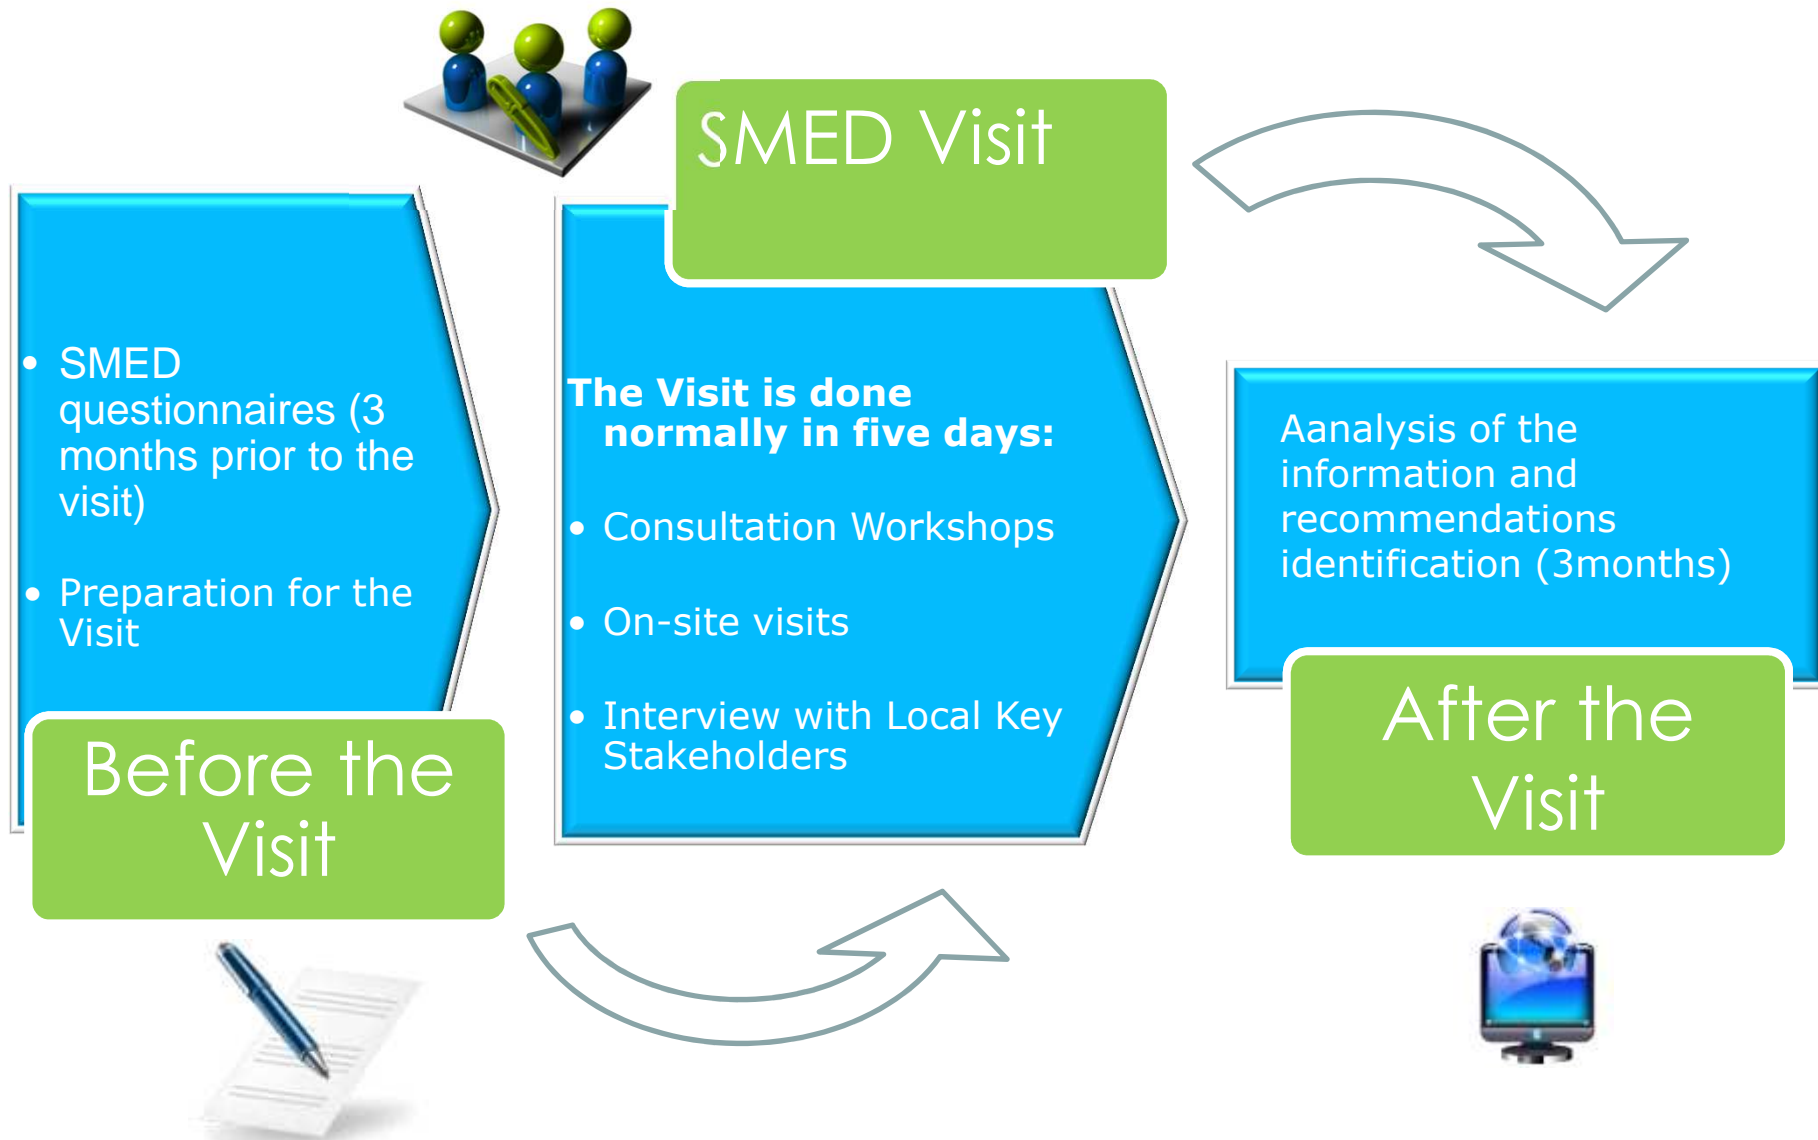 • SMED
questionnaires (3
months prior to the
visit)
• Preparation for the
Visit
Before the
Visit
SMED Visit
The Visit is done
normally in five days:
• Consultation Workshops
• On-site visits
• Interview with Local Key
Stakeholders
Aanalysis of the
information and
recommendations
identification (3months)
After the
Visit